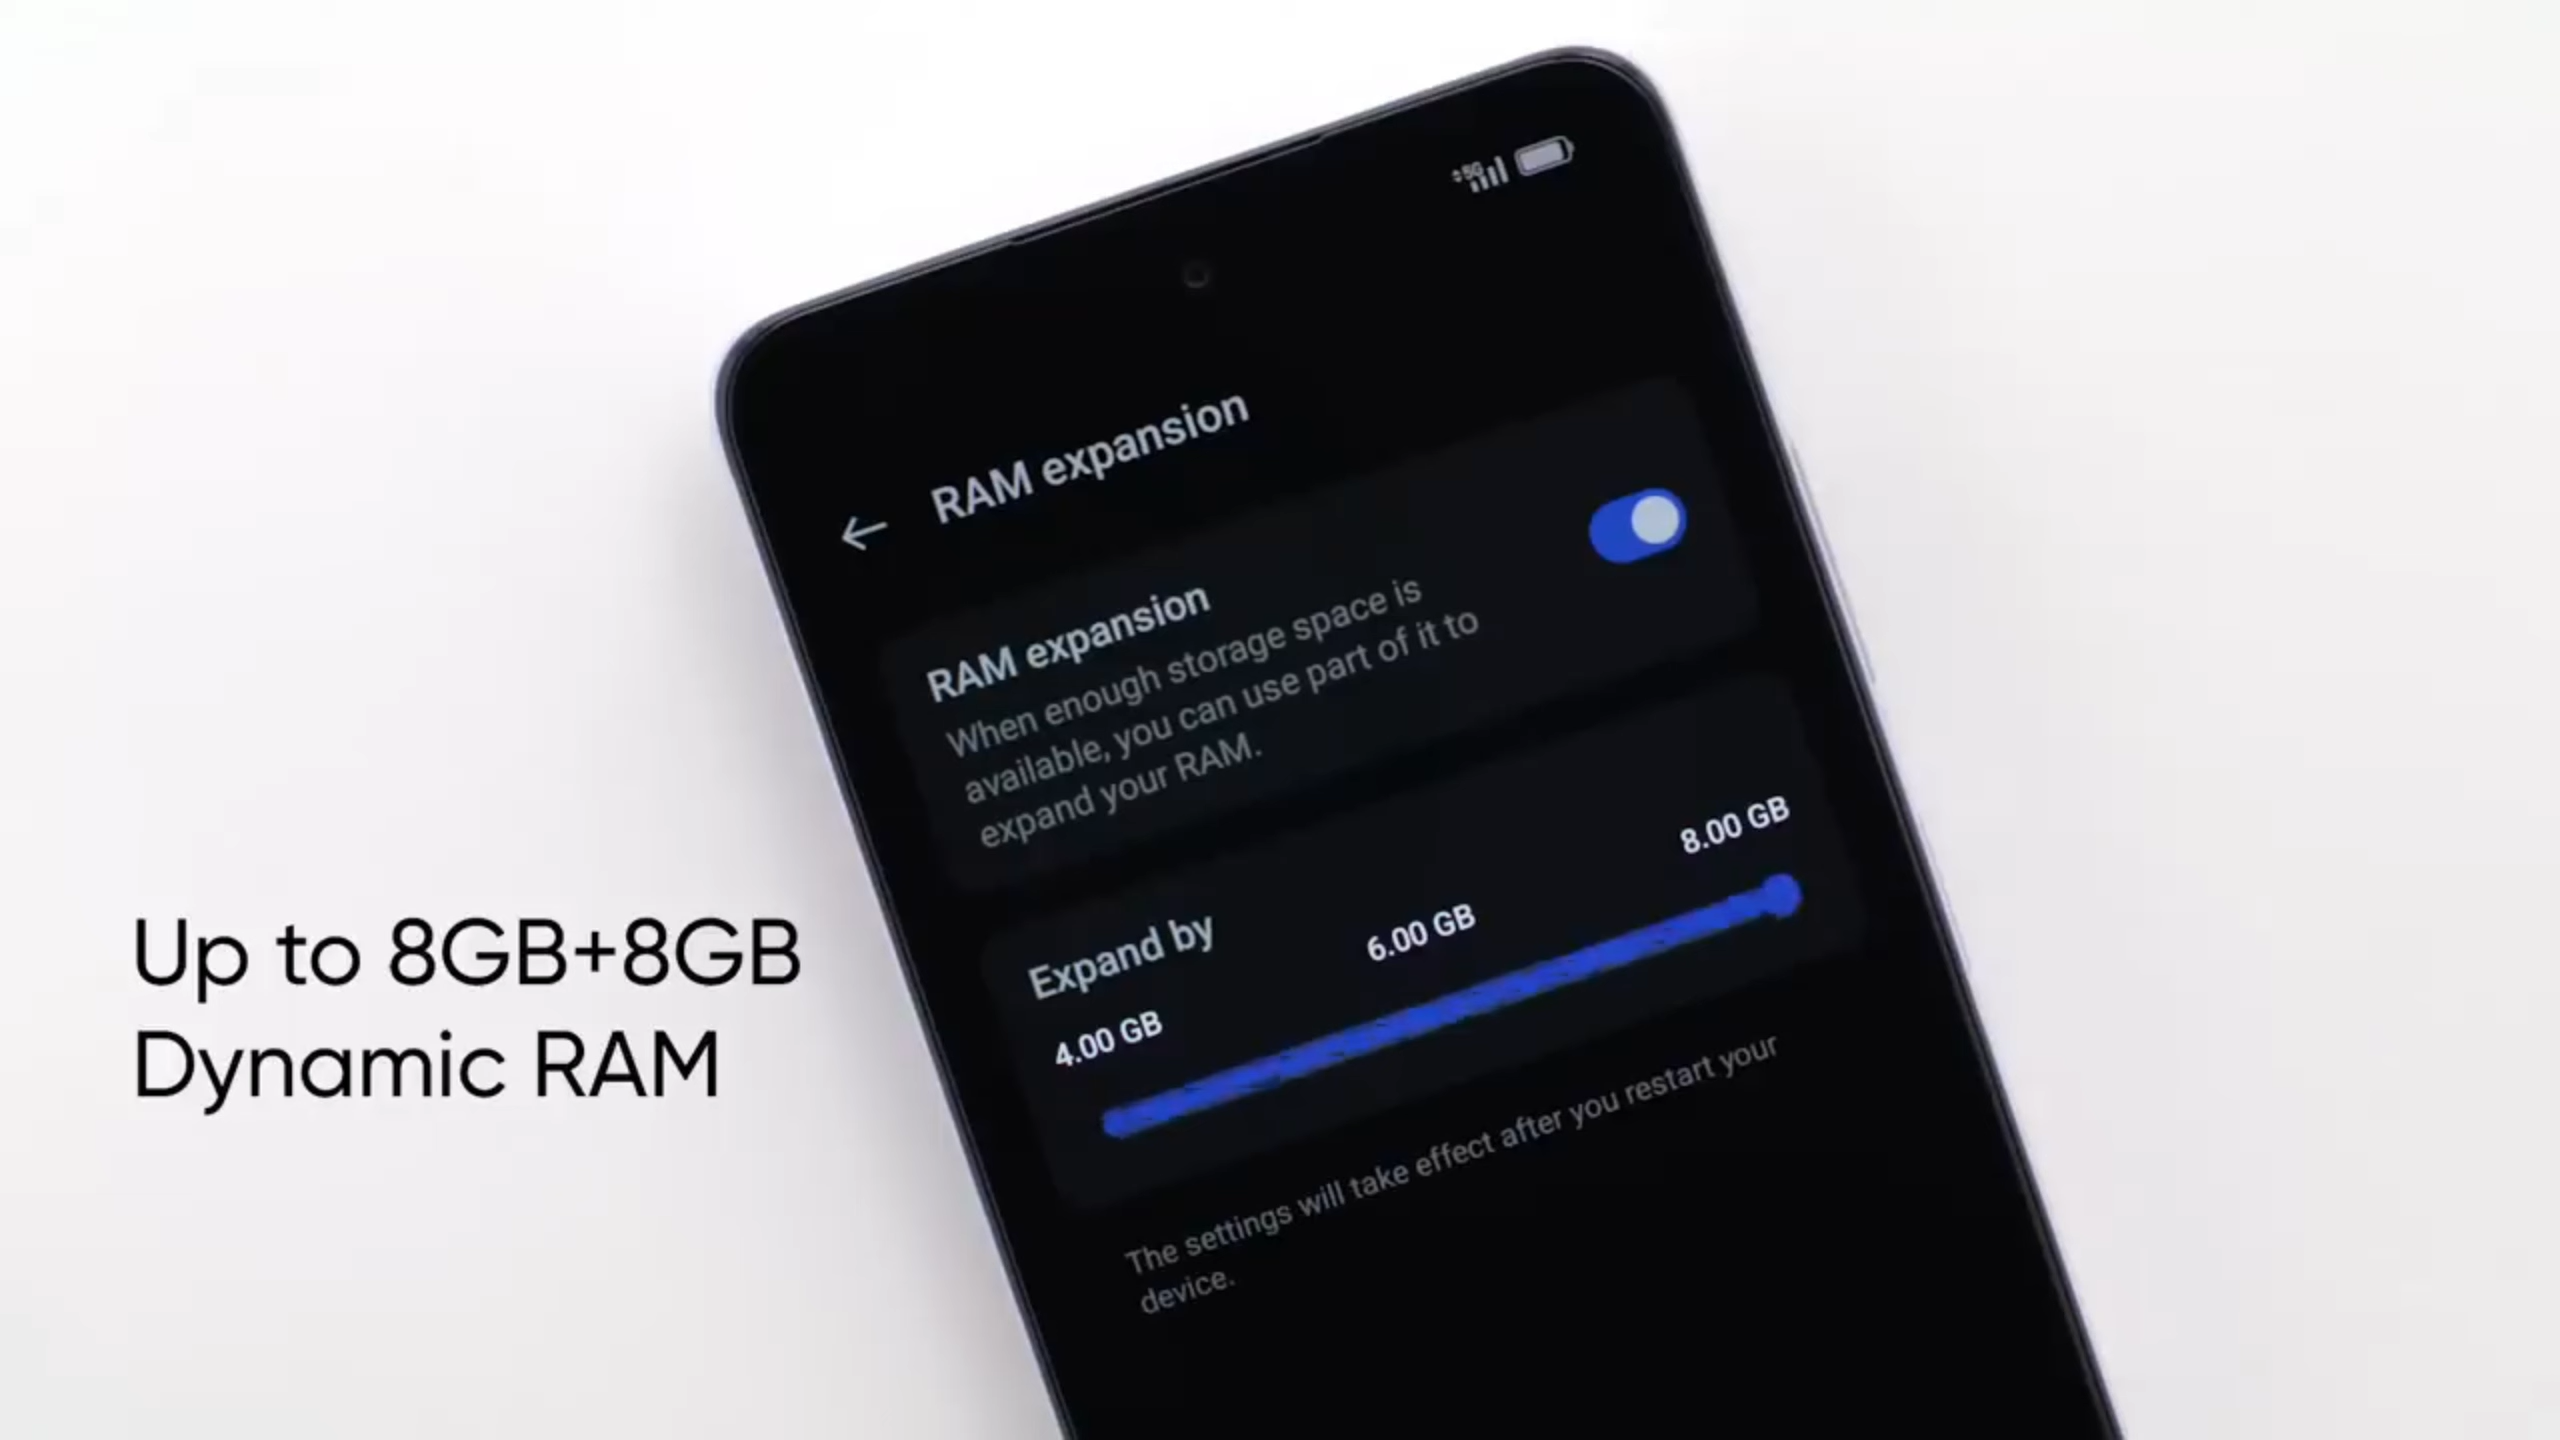 5G
RAM expansion
RAM expansion
When enough storage space is
available, you can use part of it to
expand your RAM.
Expand by
4.00 GB
6.00 GB
8.00 GB
The settings will take effect after you restart your
device.
Up to 8GB+8GB
Dynamic RAM